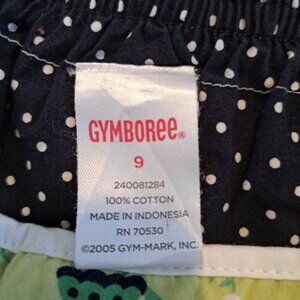 GYMBOREE®
9
240081284
100% COTTON
MADE IN INDONESIA
RN 70530
©2005 GYM-MARK, INC.